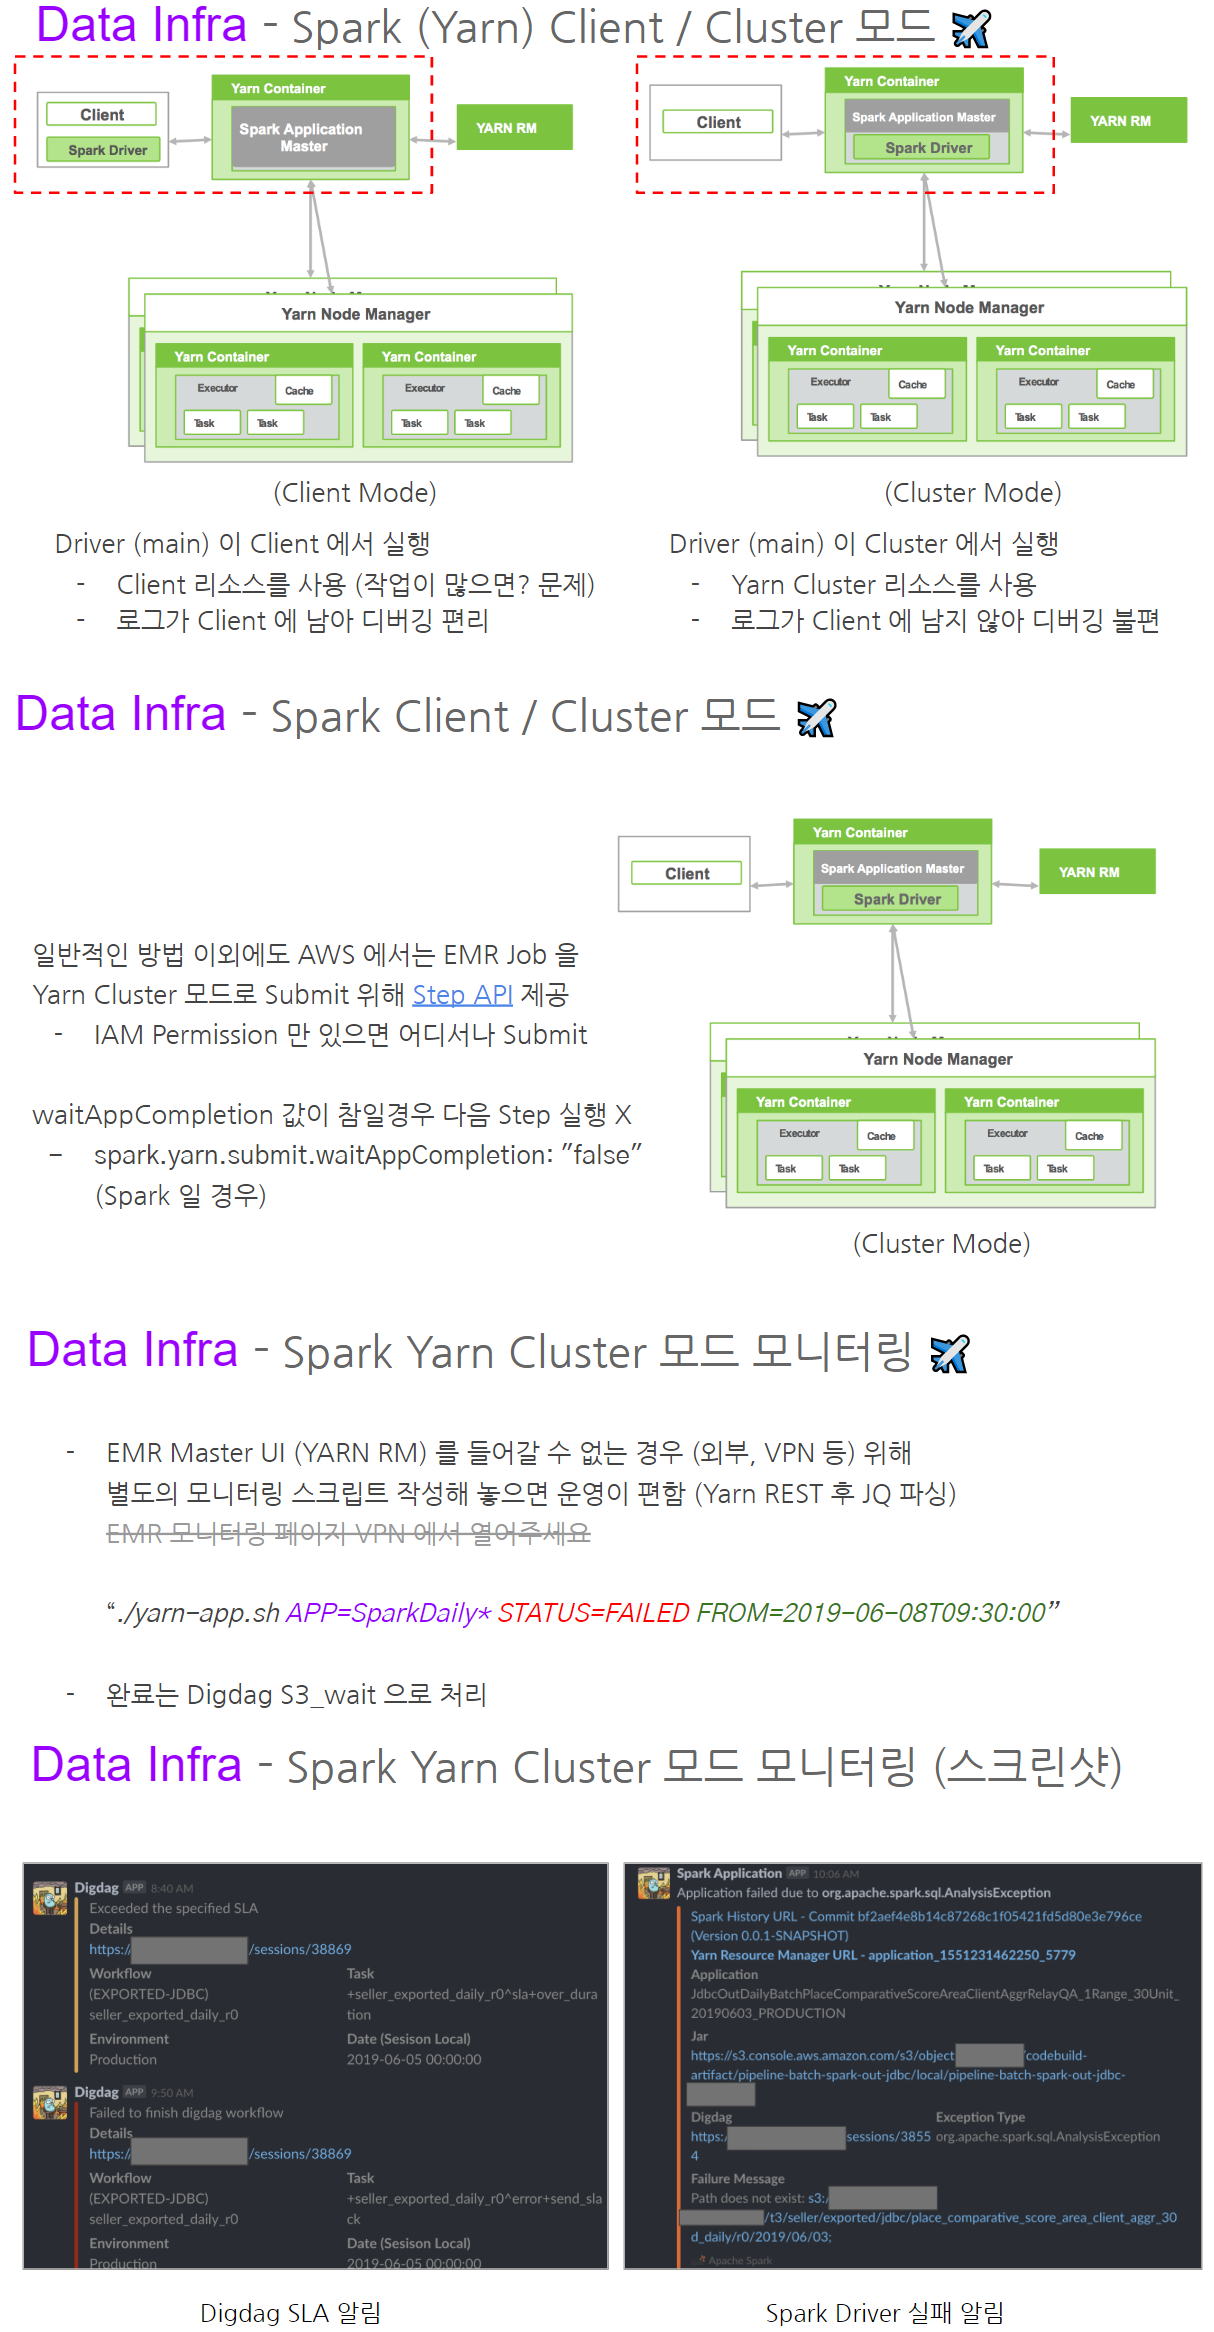 Data Infra - Spark (Yarn) Client / Cluster 모드
Client
Spark Driver
Yarn Container
Spark Application
Master
YARN RM
Yarn Node Manager
Yarn Container
Executor
Cache
Task
Task
Yarn Container
Executor
Cache
Task
Task
(Client Mode)
Driver (main) 이 Client 에서 실행
- Client 리소스를 사용 (작업이 많으면? 문제)
- 로그가 Client 에 남아 디버깅 편리
Client
Yarn Container
Spark Application Master
Spark Driver
YARN RM
Yarn Node Manager
Yarn Container
Executor
Cache
Task
Task
Yarn Container
Executor
Cache
Task
Task
(Cluster Mode)
Driver (main) 이 Cluster 에서 실행
- Yarn Cluster 리소스를 사용
- 로그가 Client 에 남지 않아 디버깅 불편
Data Infra - Spark Client / Cluster 모드
일반적인 방법 이외에도 AWS 에서는 EMR Job 을
Yarn Cluster 모드로 Submit 위해 Step API 제공
- IAM Permission 만 있으면 어디서나 Submit
waitAppCompletion 값이 참일경우 다음 Step 실행 X
- spark.yarn.submit.waitAppCompletion: "false"
(Spark 일 경우)
Client
Yarn Container
Spark Application Master
Spark Driver
YARN RM
Yarn Node Manager
Yarn Container
Executor
Cache
Task
Task
Yarn Container
Executor
Cache
Task
Task
(Cluster Mode)
Data Infra - Spark Yarn Cluster 모드 모니터링
- EMR Master UI (YARN RM) 를 들어갈 수 없는 경우 (외부, VPN 등) 위해
별도의 모니터링 스크립트 작성해 놓으면 운영이 편함 (Yarn REST 후 JQ 파싱)
EMR 모니터링 페이지 VPN 에서 열어주세요
“./yarn-app.sh APP=SparkDaily* STATUS=FAILED FROM=2019-06-08T09:30:00”
- 완료는 Digdag S3_wait 으로 처리
Data Infra - Spark Yarn Cluster 모드 모니터링 (스크린샷)
Digdag APP 8:40 AM
Exceeded the specified SLA
Details
https:/ /sessions/38869
Workflow Task
(EXPORTED-JDBC) +seller_exported_daily_r0^sla+over_dura
seller_exported_daily_r0 tion
Environment Date (Sesison Local)
Production 2019-06-05 00:00:00
Digdag APP 9:50 AM
Failed to finish digdag workflow
Details
https:/ /sessions/38869
Workflow Task
(EXPORTED-JDBC) +seller_exported_daily_r0^error+send_sla
seller_exported_daily_r0 ck
Environment Date (Sesison Local)
Production 2019-06-05 00:00:00
Digdag SLA 알림
Spark Application APP 10:06 AM
Application failed due to org.apache.spark.sql.AnalysisException
Spark History URL - Commit bf2aef4e8b14c87268c1f05421fd5d80e3e796ce
(Version 0.0.1-SNAPSHOT)
Yarn Resource Manager URL - application_1551231462250_5779
Application
JdbcOutDailyBatchPlaceComparativeScoreAreaClientAggrRelayQA_1Range_30Unit_
20190603_PRODUCTION
Jar
https://s3.console.aws.amazon.com/s3/object /codebuild-
artifact/pipeline-batch-spark-out-jdbc/local/pipeline-batch-spark-out-jdbc-
Digdag Exception Type
https:/ sessions/3855 org.apache.spark.sql.AnalysisException
4
Failure Message
Path does not exist: s3:/
/t3/seller/exported/jdbc/place_comparative_score_area_client_aggr_30
d_daily/r0/2019/06/03;
Apache Spark
Spark Driver 실패 알림